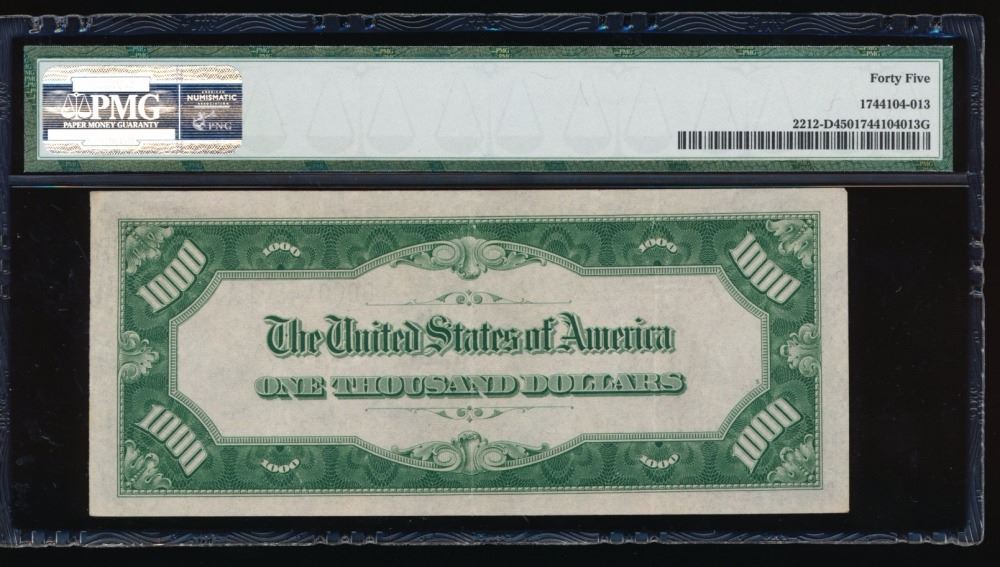 PMG
PAPER MONEY GUARANTY
AMERICAN
NUMISMATIC
ASSOCIATION
PNG
Forty Five
1744104-013
2212-D4501744104013G
1000
1000
1000
1000
The United States of America
ONE THOUSAND DOLLARS
1000
1000
1000
1000